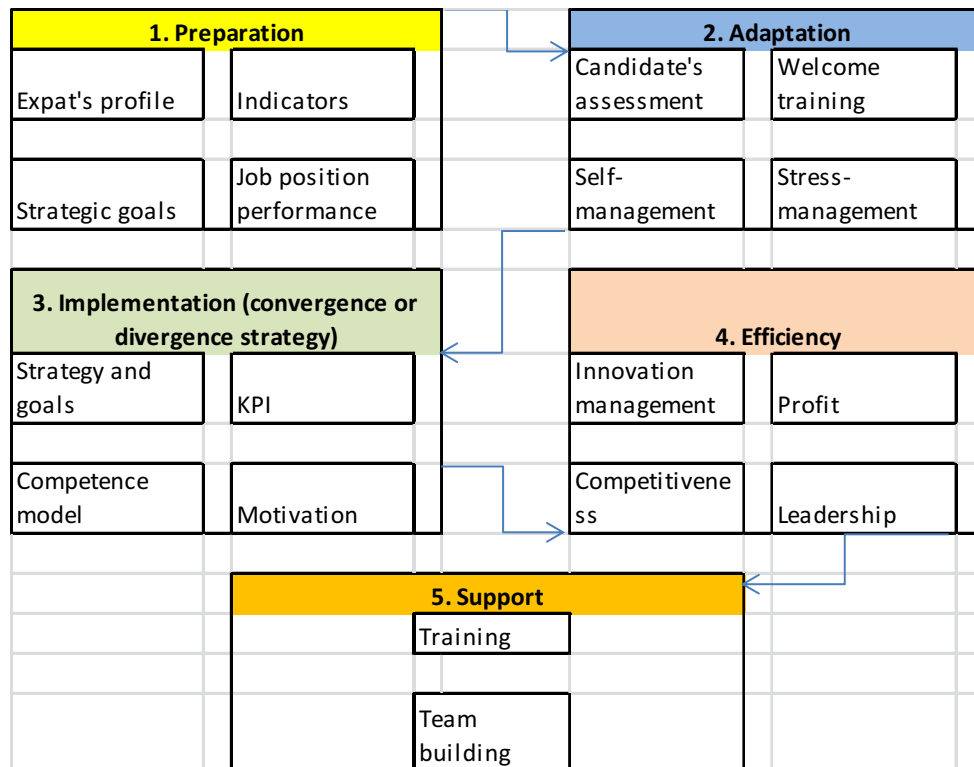 1. Preparation
2. Adaptation
Expat's profile
Indicators
Candidate's
assessment
Welcome
training
Strategic goals
Job position
performance
Self-
management
Stress-
management
3. Implementation (convergence or
divergence strategy)
4. Efficiency
Strategy and
goals
KPI
Innovation
management
Profit
Competence
model
Motivation
Competitivene
ss
Leadership
5. Support
Training
Team
building